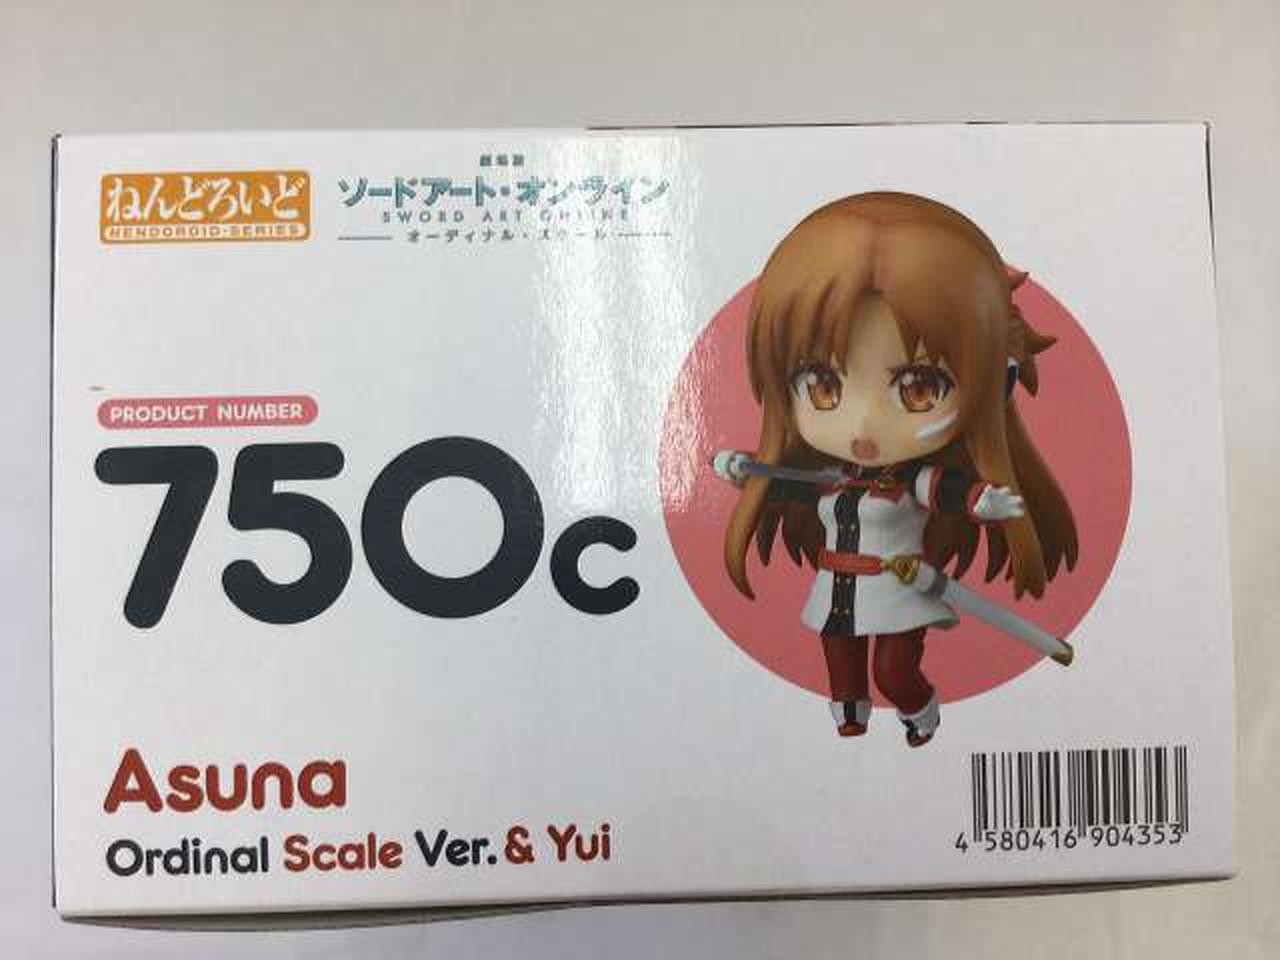 ねんどろいど
NENDOROID-SERIES
劇場版
ソードアート・オンライン
SWORD ART ONLINE
オーディナル・スケール
PRODUCT NUMBER
750c
Asuna
Ordinal Scale Ver. & Yui
4 580416 904353